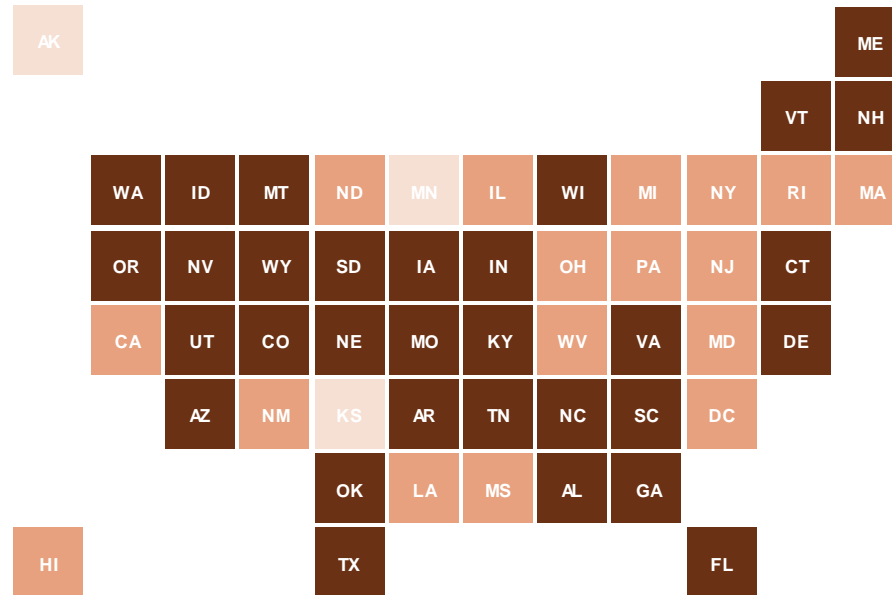 AK ME
VT NH
WA ID MT ND MN IL WI MI NY RI MA
OR NV WY SD IA IN OH PA NJ CT
CA UT CO NE MO KY WV VA MD DE
AZ NM KS AR TN NC SC DC
OK LA MS AL GA
HI TX FL